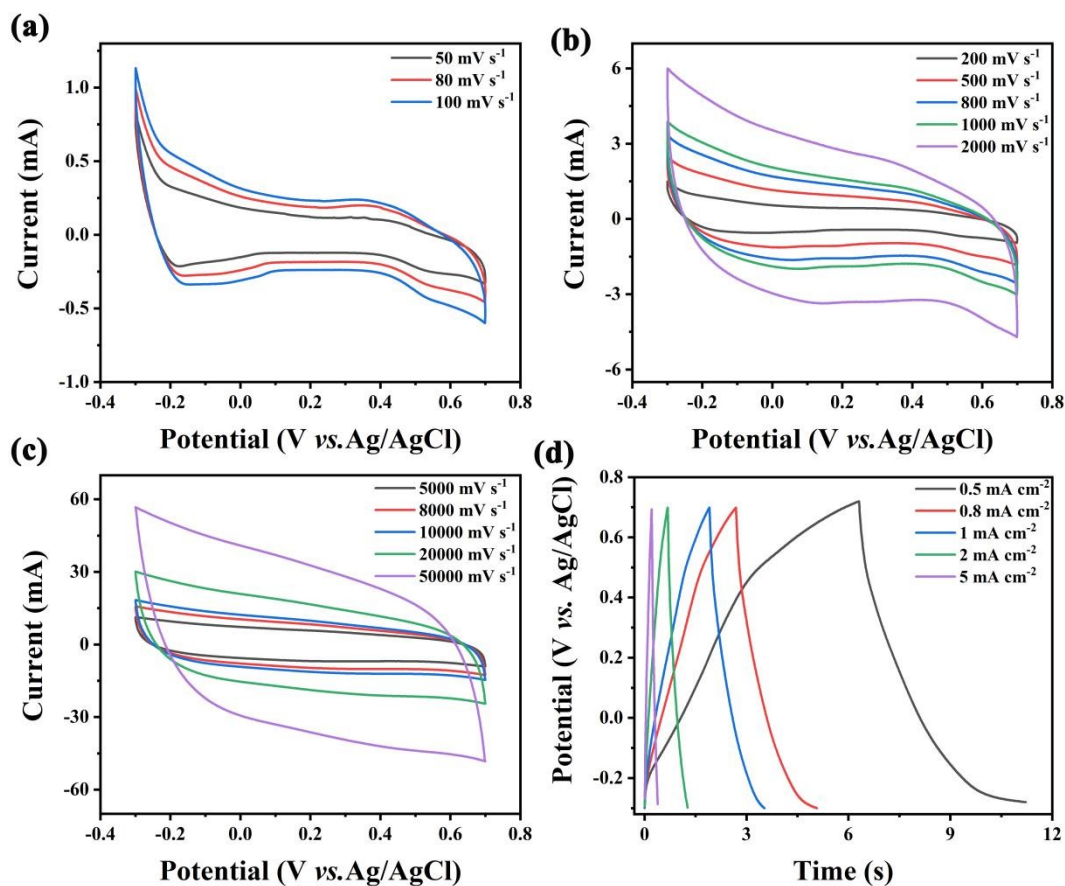 (a)
50 mV s⁻¹
80 mV s⁻¹
100 mV s⁻¹
1.0
0.5
0.0
-0.5
-1.0
Current (mA)
-0.4 -0.2 0.0 0.2 0.4 0.6 0.8
Potential (V vs.Ag/AgCl)
(b)
200 mV s⁻¹
500 mV s⁻¹
800 mV s⁻¹
1000 mV s⁻¹
2000 mV s⁻¹
6
3
0
-3
-6
Current (mA)
-0.4 -0.2 0.0 0.2 0.4 0.6 0.8
Potential (V vs.Ag/AgCl)
(c)
5000 mV s⁻¹
8000 mV s⁻¹
10000 mV s⁻¹
20000 mV s⁻¹
50000 mV s⁻¹
60
30
0
-30
-60
Current (mA)
-0.4 -0.2 0.0 0.2 0.4 0.6 0.8
Potential (V vs.Ag/AgCl)
(d)
0.5 mA cm⁻²
0.8 mA cm⁻²
1 mA cm⁻²
2 mA cm⁻²
5 mA cm⁻²
0.8
0.6
0.4
0.2
0.0
-0.2
Potential (V vs. Ag/AgCl)
0 3 6 9 12
Time (s)